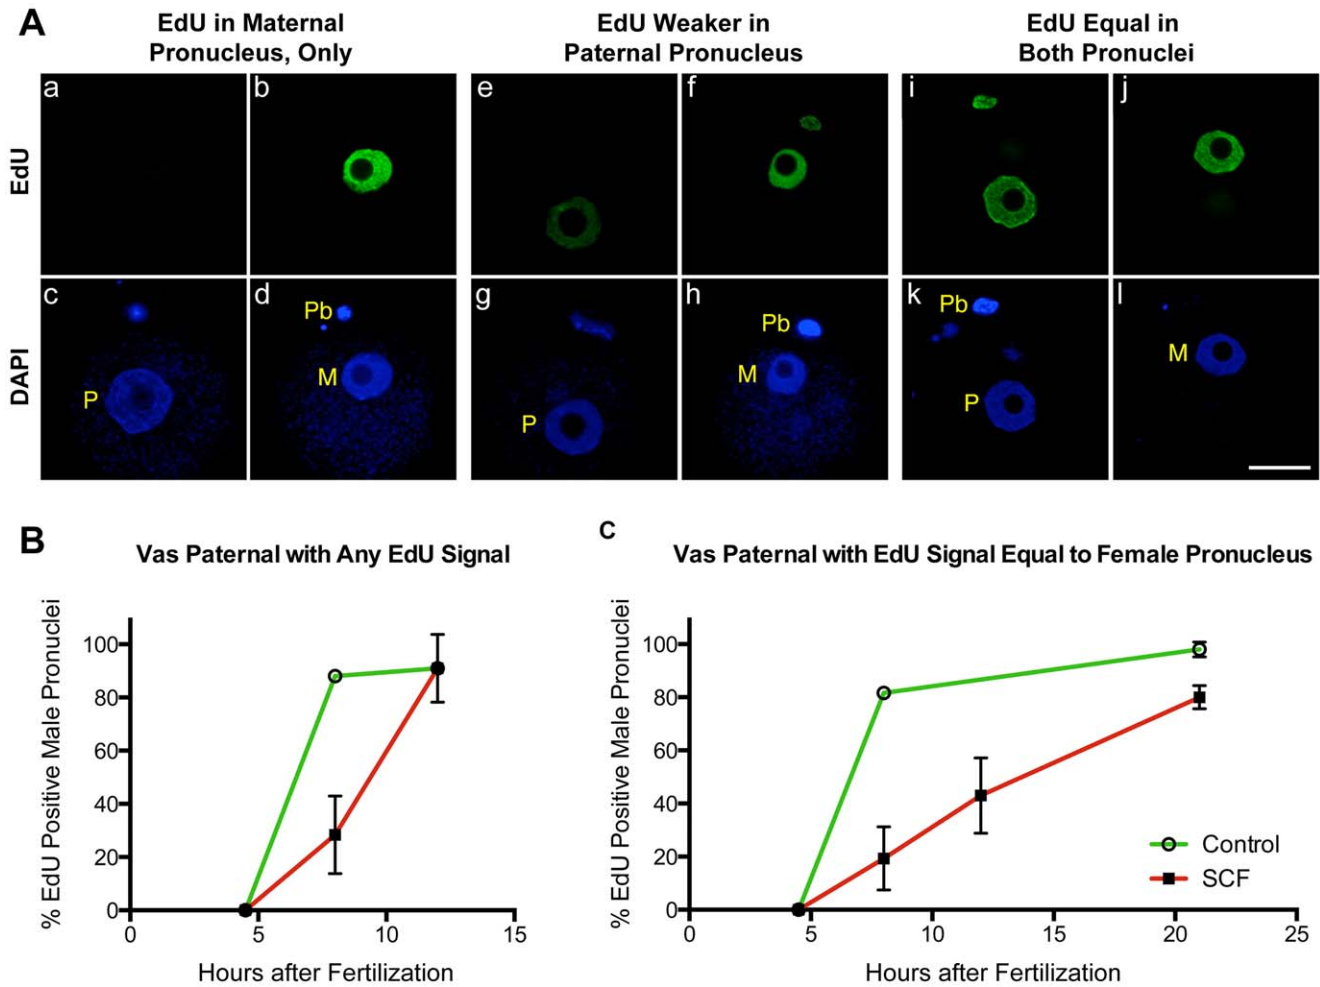 A
EdU in Maternal
Pronucleus, Only
EdU Weaker in
Paternal Pronucleus
EdU Equal in
Both Pronuclei
EdU
a
b
e
f
i
j
DAPI
c
P
d
Pb
M
g
P
h
Pb
M
k
Pb
P
l
M
B
Vas Paternal with Any EdU Signal
% EdU Positive Male Pronuclei
100
80
60
40
20
0
0 5 10 15
Hours after Fertilization
C
Vas Paternal with EdU Signal Equal to Female Pronucleus
% EdU Positive Male Pronuclei
100
80
60
40
20
0
0 5 10 15 20 25
Hours after Fertilization
Control
SCF